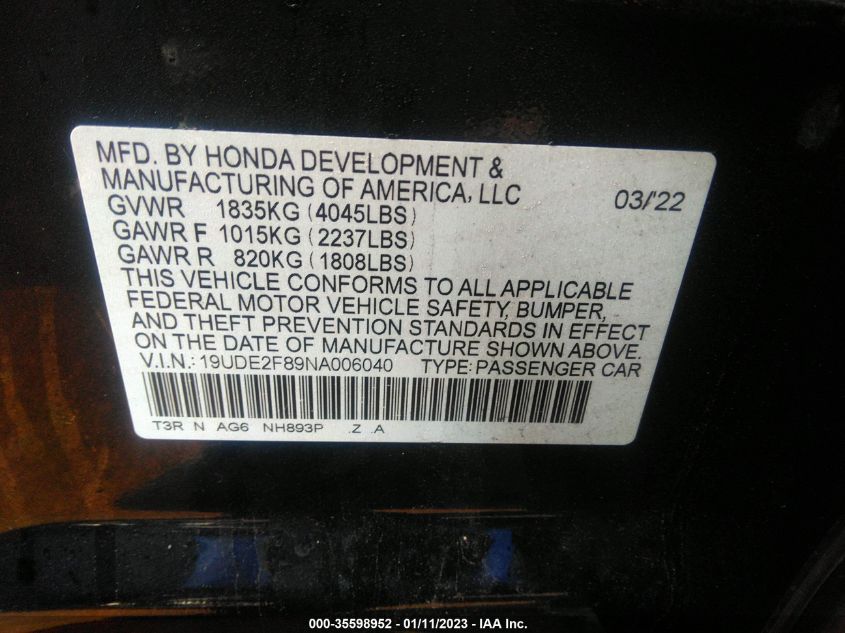 MFD. BY HONDA DEVELOPMENT &
MANUFACTURING OF AMERICA, LLC 03/'22
GVWR 1835KG (4045LBS)
GAWR F 1015KG (2237LBS)
GAWR R 820KG (1808LBS)
THIS VEHICLE CONFORMS TO ALL APPLICABLE
FEDERAL MOTOR VEHICLE SAFETY, BUMPER,
AND THEFT PREVENTION STANDARDS IN EFFECT
ON THE DATE OF MANUFACTURE SHOWN ABOVE.
V.I.N.: 19UDE2F89NA006040 TYPE: PASSENGER CAR
T3R N AG6 NH893P .Z .A
000-35598952 - 01/11/2023 - IAA Inc.